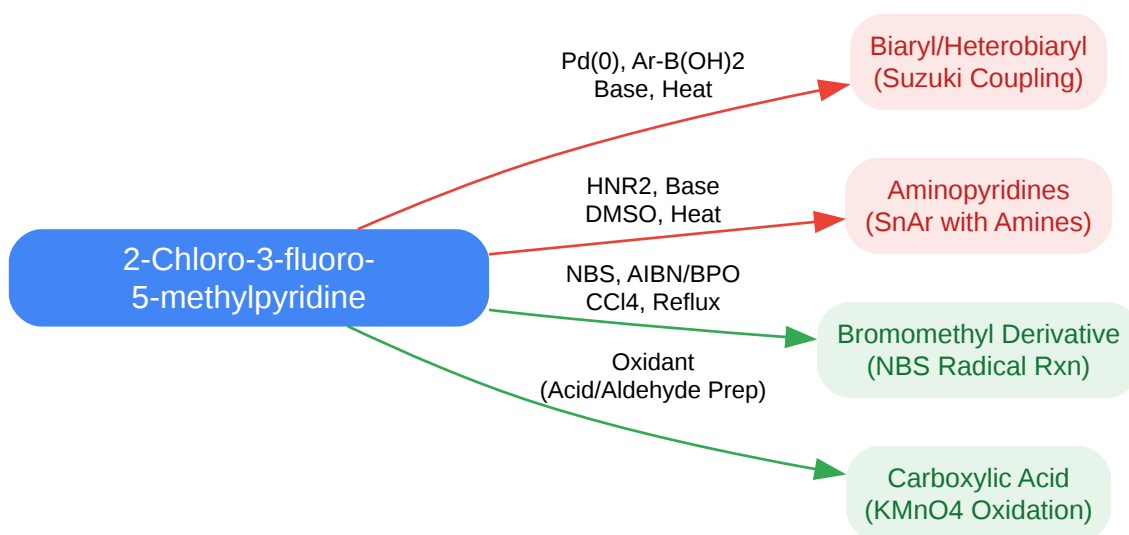 2-Chloro-3-fluoro-
5-methylpyridine
Pd(0), Ar-B(OH)2
Base, Heat
Biaryl/Heterobiaryl
(Suzuki Coupling)
HNR2, Base
DMSO, Heat
Aminopyridines
(SnAr with Amines)
NBS, AIBN/BPO
CCl4, Reflux
Bromomethyl Derivative
(NBS Radical Rxn)
Oxidant
(Acid/Aldehyde Prep)
Carboxylic Acid
(KMnO4 Oxidation)